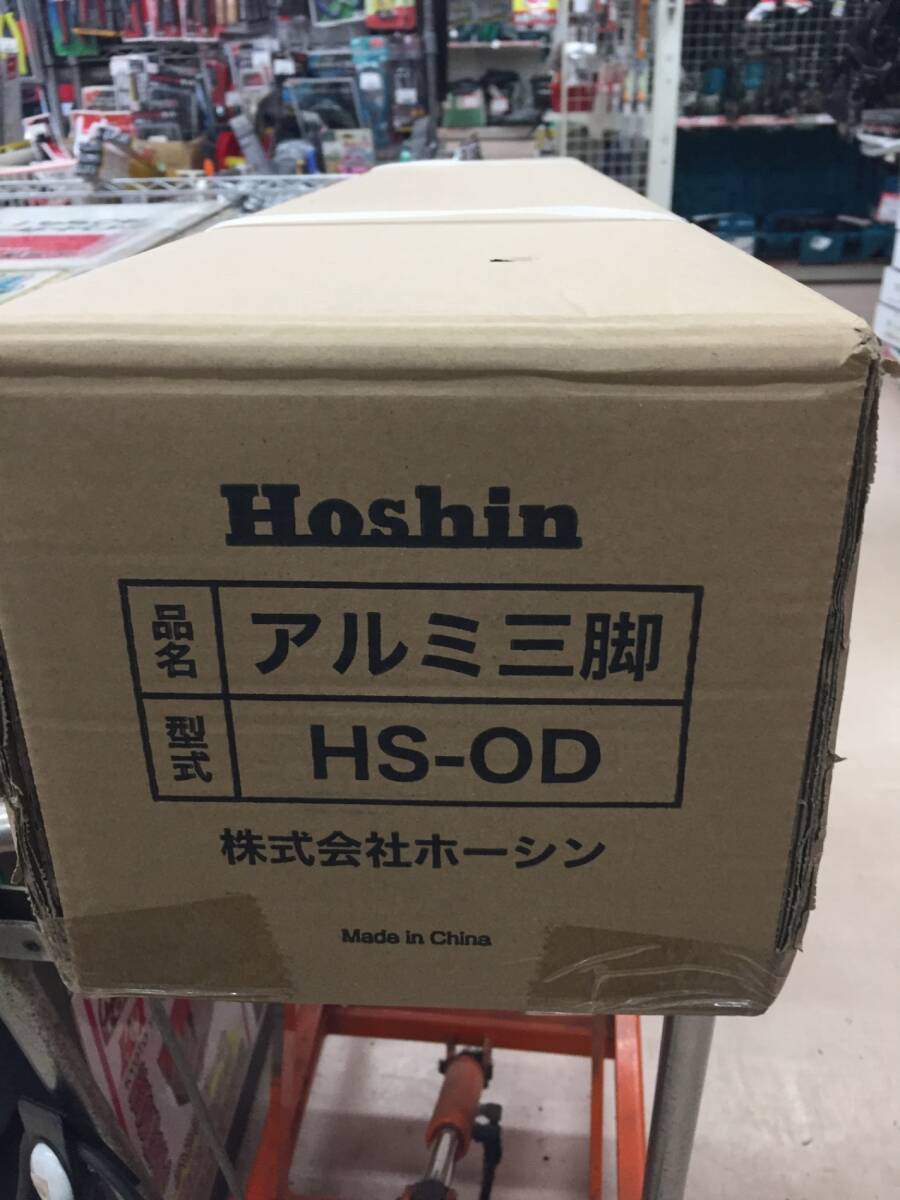 Hoshin
品名 アルミ三脚
型式 HS-OD
株式会社ホーシン
Made in China